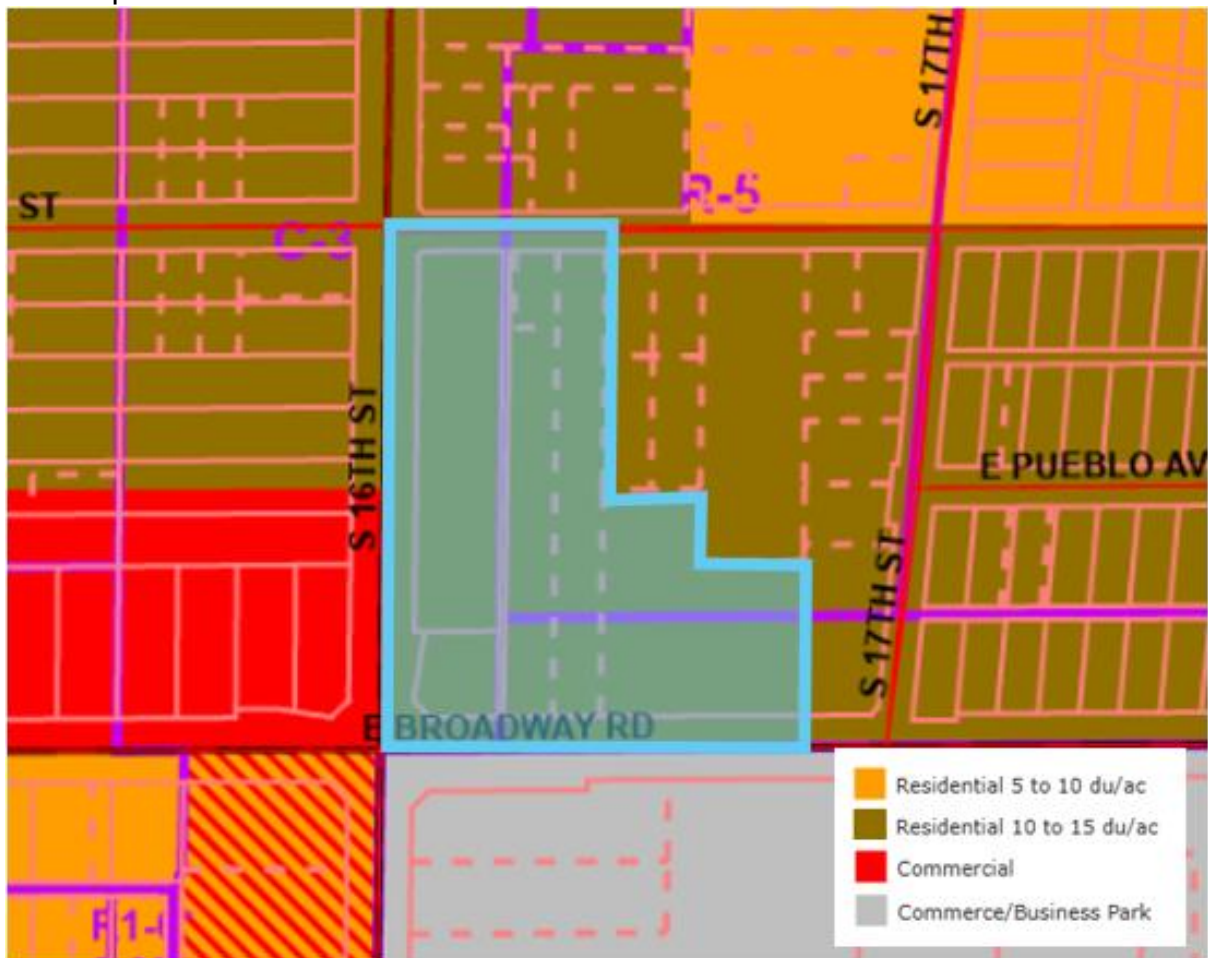 S 17TH
ST
R-5
C-3
S 16TH ST
E PUEBLO AV
S 17TH ST
E BROADWAY RD
Residential 5 to 10 du/ac
Residential 10 to 15 du/ac
Commercial
Commerce/Business Park